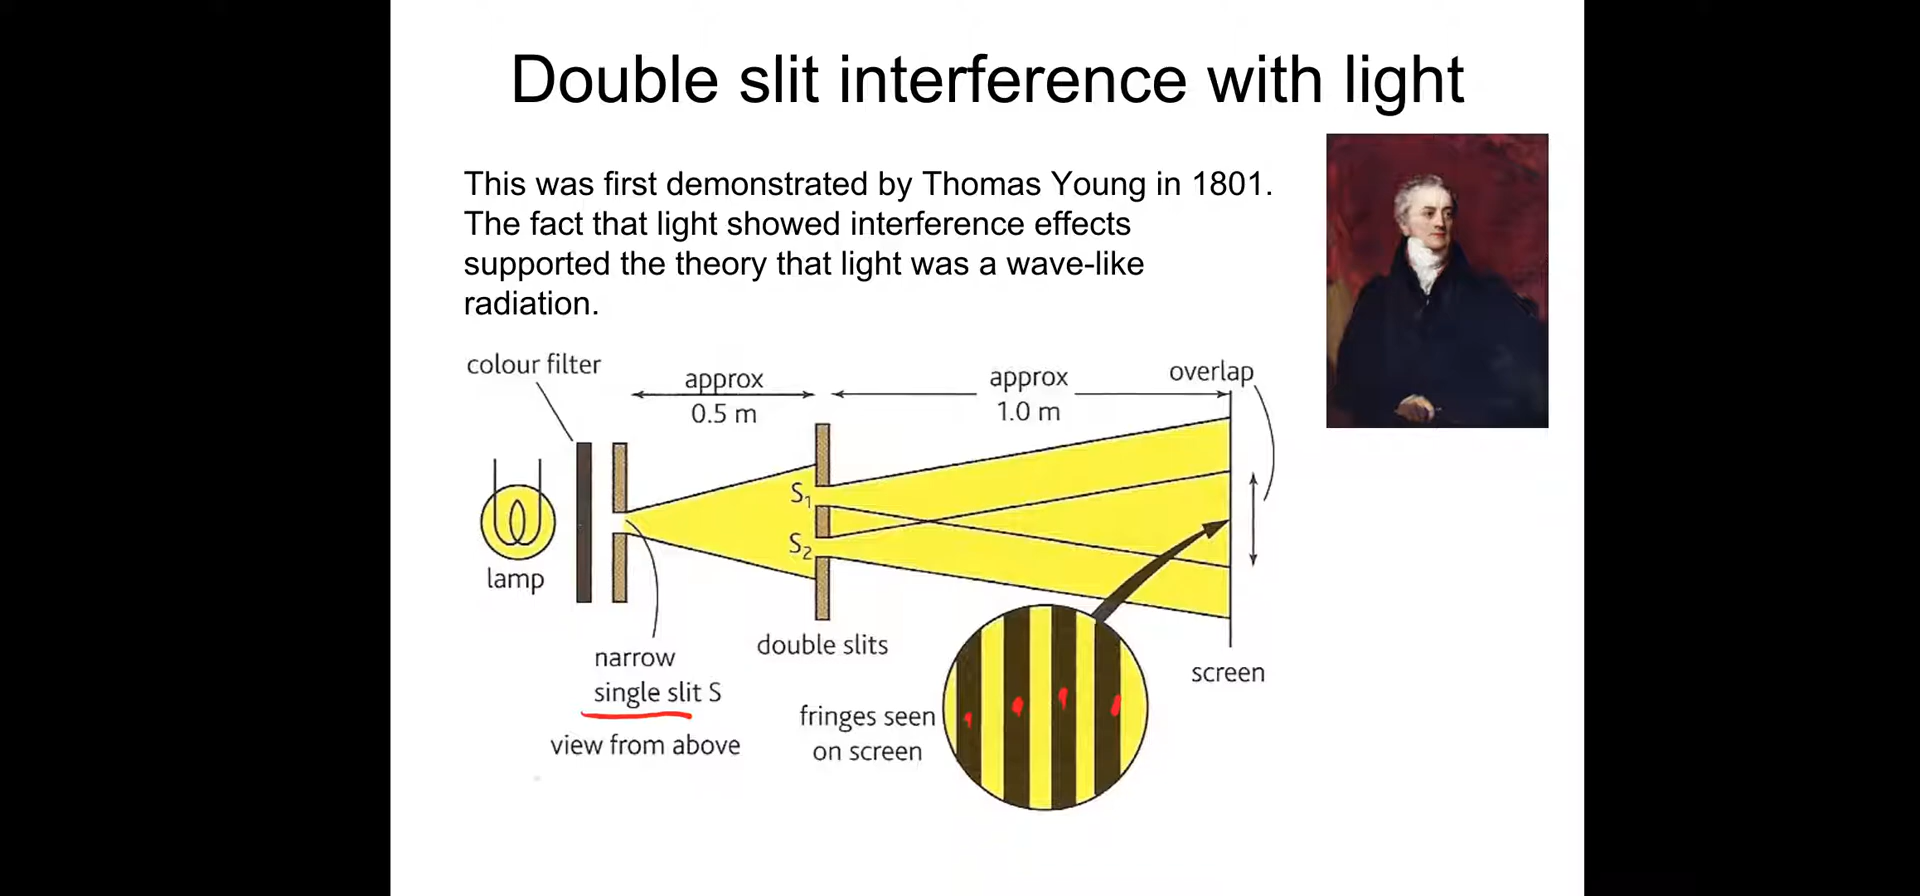 Double slit interference with light
This was first demonstrated by Thomas Young in 1801.
The fact that light showed interference effects
supported the theory that light was a wave-like
radiation.
colour filter
approx
0.5 m
approx
1.0 m
overlap
S₁
S₂
lamp
narrow
single slit S
view from above
double slits
fringes seen
on screen
screen